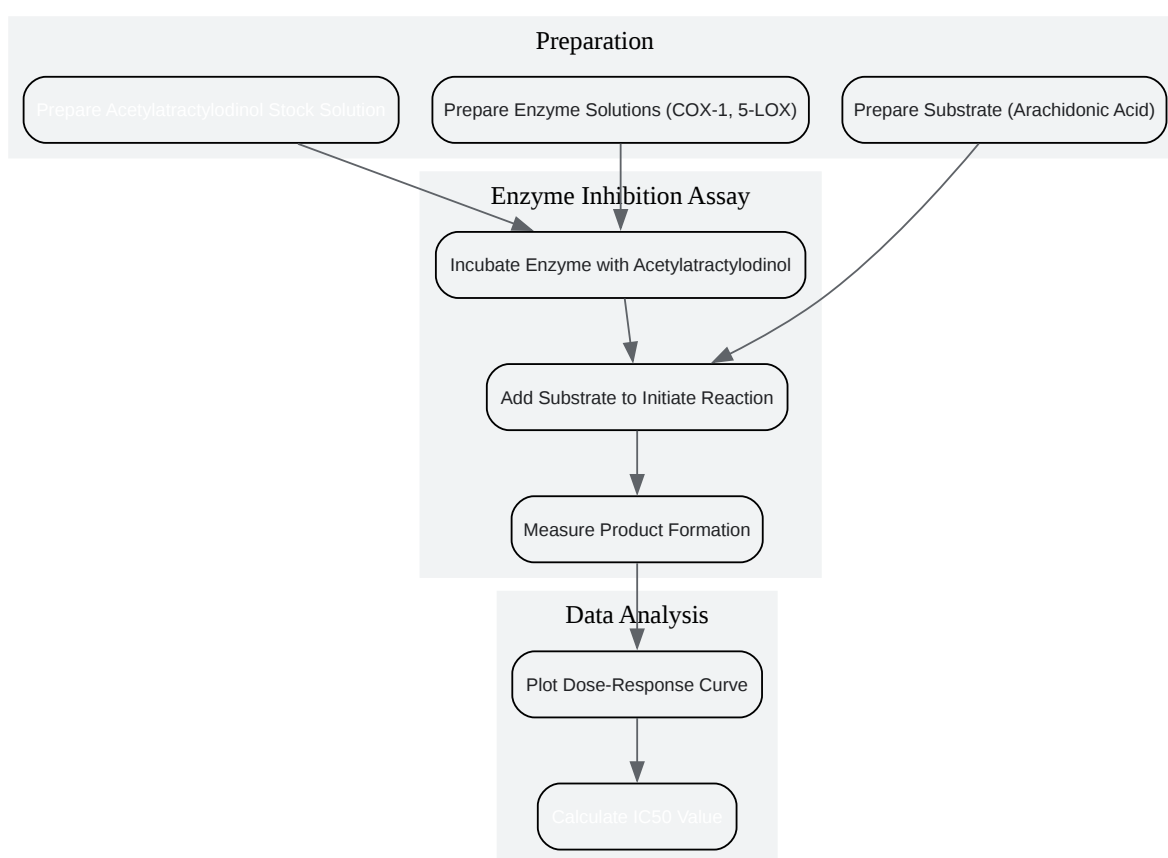 Preparation
Prepare Acetylatractylodinol Stock Solution
Prepare Enzyme Solutions (COX-1, 5-LOX)
Prepare Substrate (Arachidonic Acid)
Enzyme Inhibition Assay
Incubate Enzyme with Acetylatractylodinol
Add Substrate to Initiate Reaction
Measure Product Formation
Data Analysis
Plot Dose-Response Curve
Calculate IC50 Value